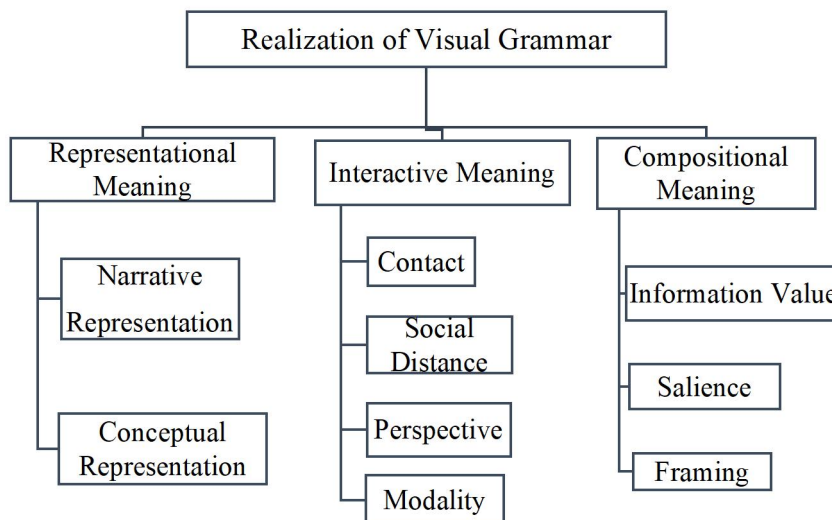 Realization of Visual Grammar
Representational
Meaning
Narrative
Representation
Conceptual
Representation
Interactive Meaning
Contact
Social
Distance
Perspective
Modality
Compositional
Meaning
Information Value
Salience
Framing